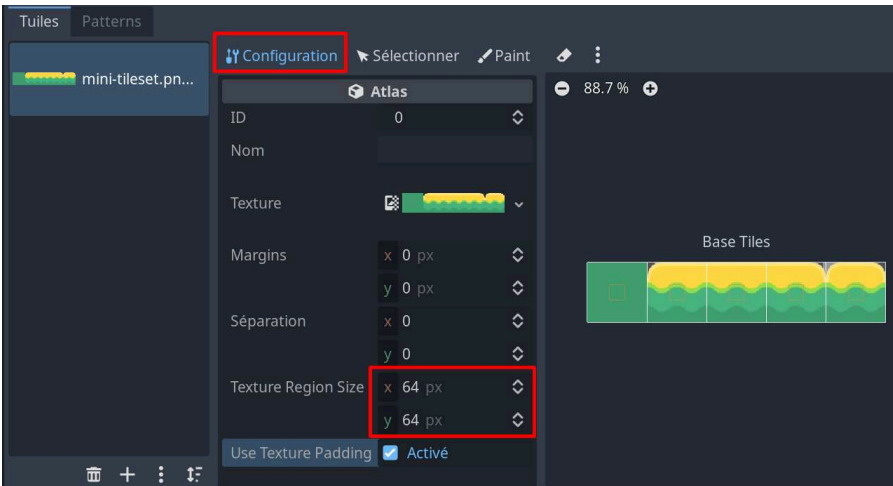 Tuiles Patterns
mini-tileset.pn...
Configuration Sélectionner Paint
Atlas
88.7 %
ID 0
Nom
Texture
Margins x 0 px
y 0 px
Séparation x 0
y 0
Texture Region Size x 64 px
y 64 px
Use Texture Padding Activé
Base Tiles